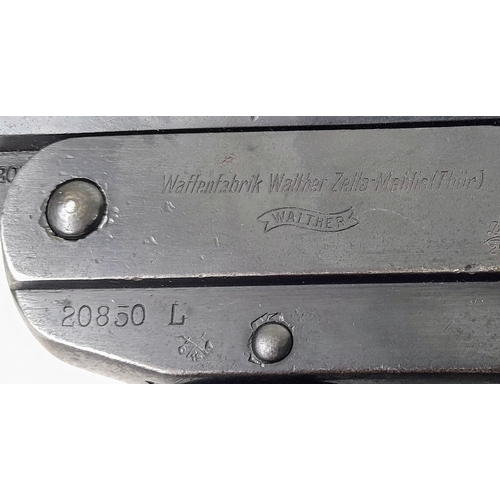 Waffenfabrik Walther Zella-Mehlis (Thür)
WALTHER
20850 L